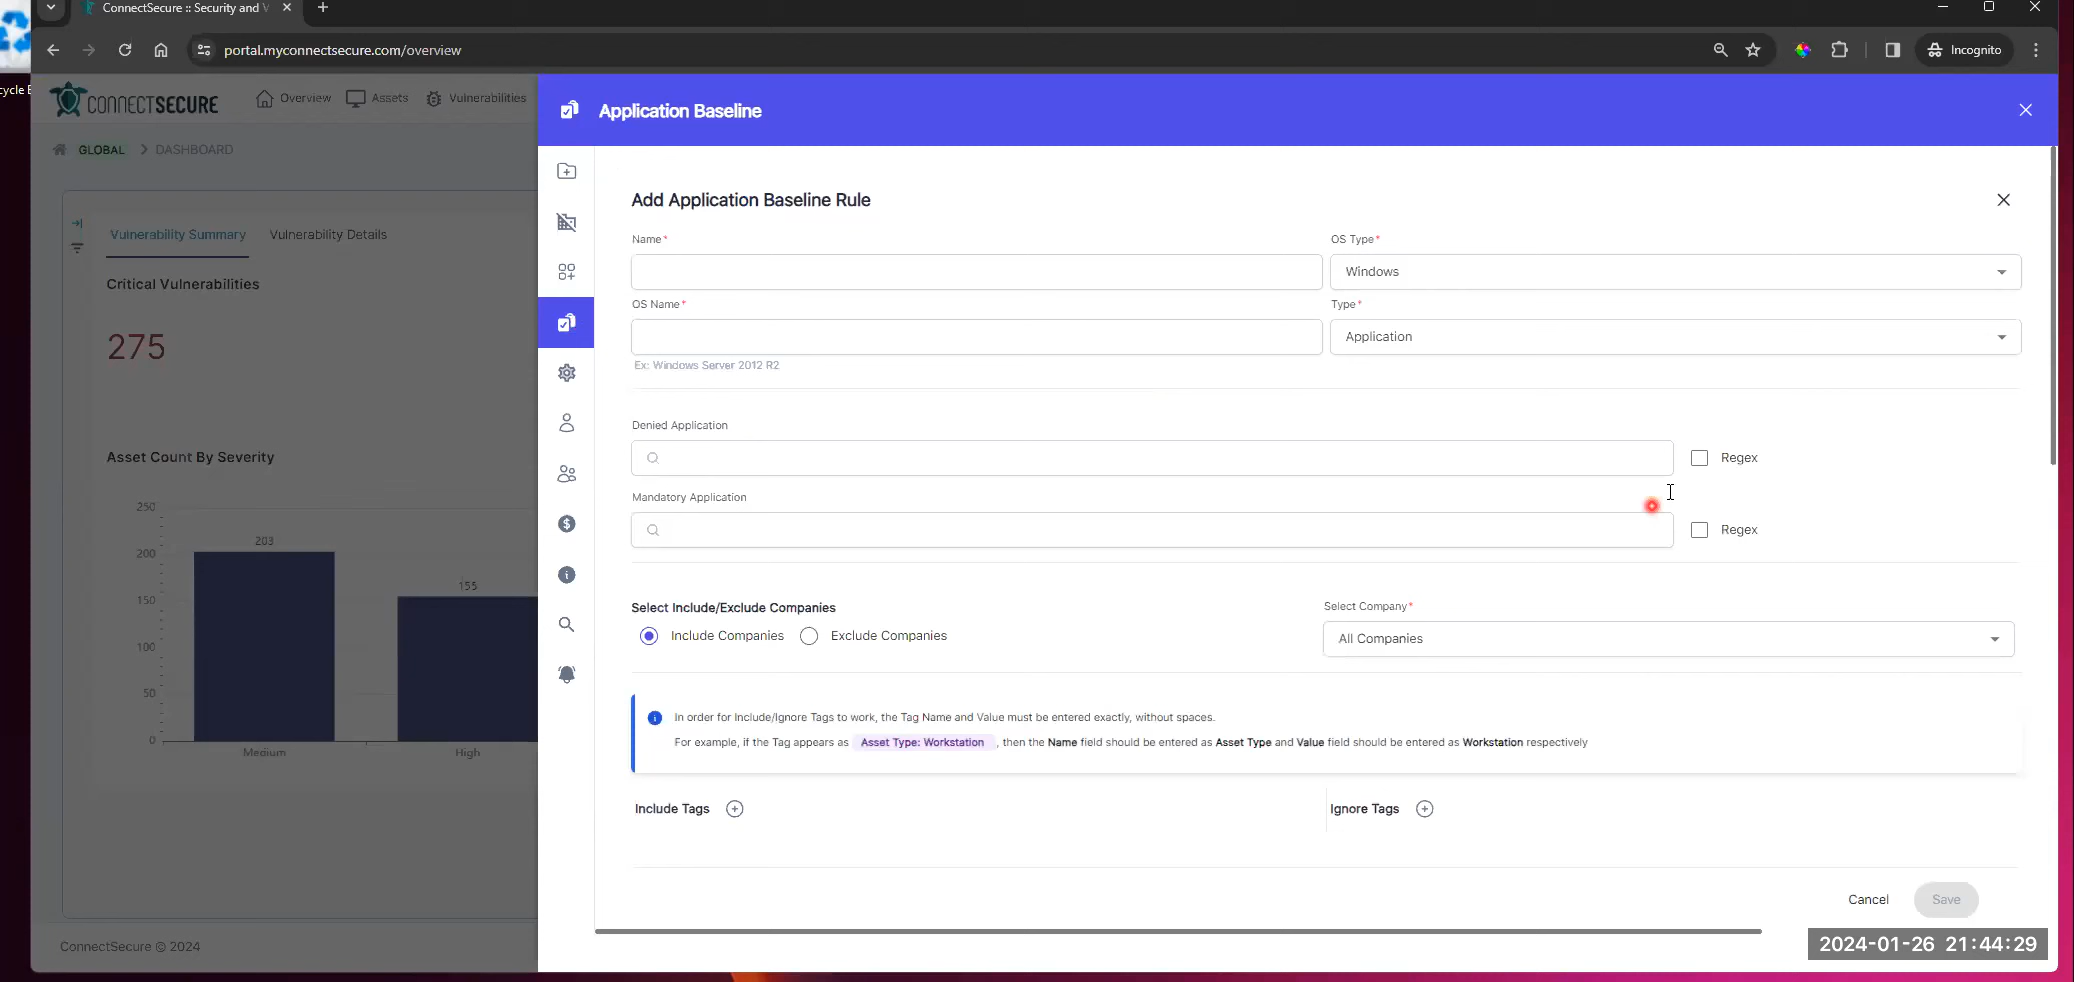 ConnectSecure :: Security and V
portal.myconnectsecure.com/overview
Incognito
CONNECTSECURE
Overview
Assets
Vulnerabilities
GLOBAL
DASHBOARD
Vulnerability Summary
Vulnerability Details
Critical Vulnerabilities
275
Asset Count By Severity
250
200
150
100
50
0
203
155
Medium
High
ConnectSecure © 2024
Application Baseline
Add Application Baseline Rule
Name*
OS Type*
Windows
OS Name*
Type*
Application
Ex: Windows Server 2012 R2
Denied Application
Regex
Mandatory Application
Regex
Select Include/Exclude Companies
Include Companies
Exclude Companies
Select Company*
All Companies
In order for Include/Ignore Tags to work, the Tag Name and Value must be entered exactly, without spaces.
For example, if the Tag appears as Asset Type: Workstation , then the Name field should be entered as Asset Type and Value field should be entered as Workstation respectively
Include Tags
Ignore Tags
Cancel
Save
2024-01-26 21:44:29